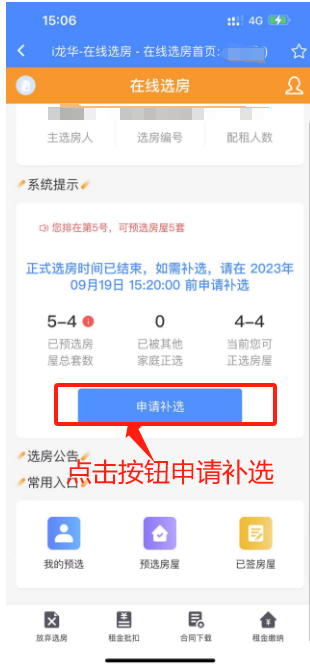 15:06
4G
i龙华-在线选房 - 在线选房首页: )
在线选房
主选房人 选房编号 配租人数
系统提示
您排在第5号，可预选房屋5套
正式选房时间已结束，如需补选，请在 2023年
09月19日 15:20:00 前申请补选
5-4 0 4-4
已预选房 已被其他 当前您可
屋总套数 家庭正选 正选房屋
申请补选
选房公告
点击按钮申请补选
常用入口
我的预选 预选房屋 已签房屋
放弃选房 租金批扣 合同下载 租金缴纳